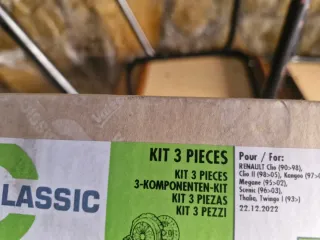 CLASSIC
KIT 3 PIECES
KIT 3 PIECES
3-KOMPONENTEN-KIT
KIT 3 PIEZAS
KIT 3 PEZZI
Pour / For:
RENAULT Clio (90>98),
Clio II (98>05), Kangoo (97>
Megane (95>02),
Scenic (96>03),
Thalia, Twingo I (93>)
22.12.2022